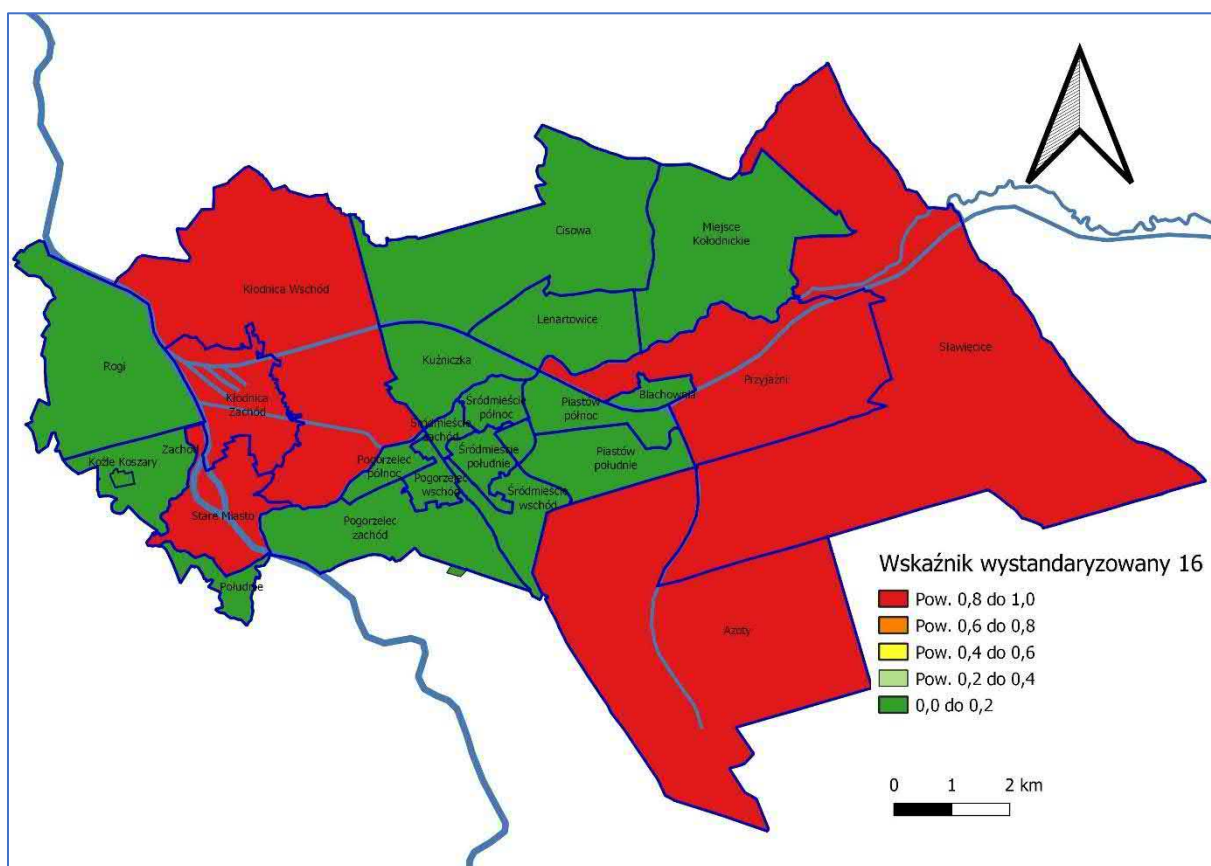 Cisowa
Miejsce
Kołodnickie
Kłodnica Wschód
Lenartowice
Sławięcice
Rogi
Kuźniczka
Przyjaźni
Blachownia
Kłodnica
Zachód
Śródmieście
północ
Piastów
północ
Śródmieście
zachód
Zachód
Koźle Koszary
Pogorzelec
północ
Śródmieście
południe
Piastów
południe
Pogorzelec
wschód
Śródmieście
wschód
Stare Miasto
Pogorzelec
zachód
Południe
Azoty
Wskaźnik wystandaryzowany 16
Pow. 0,8 do 1,0
Pow. 0,6 do 0,8
Pow. 0,4 do 0,6
Pow. 0,2 do 0,4
0,0 do 0,2
0 1 2 km